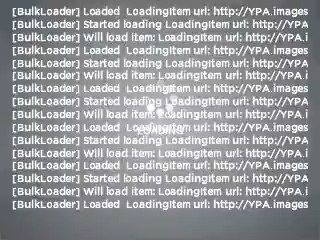 [BulkLoader] Loaded LoadingItem url: http://YPA.images
[BulkLoader] Started loading LoadingItem url: http://YPA
[BulkLoader] Will load item: LoadingItem url: http://YPA.i
[BulkLoader] Loaded LoadingItem url: http://YPA.images
[BulkLoader] Started loading LoadingItem url: http://YPA
[BulkLoader] Will load item: LoadingItem url: http://YPA.i
[BulkLoader] Loaded LoadingItem url: http://YPA.images
[BulkLoader] Started loading LoadingItem url: http://YPA
[BulkLoader] Will load item: LoadingItem url: http://YPA.i
[BulkLoader] Loaded LoadingItem url: http://YPA.images
[BulkLoader] Started loading LoadingItem url: http://YPA
[BulkLoader] Will load item: LoadingItem url: http://YPA.i
[BulkLoader] Loaded LoadingItem url: http://YPA.images
[BulkLoader] Started loading LoadingItem url: http://YPA
[BulkLoader] Will load item: LoadingItem url: http://YPA.i
[BulkLoader] Loaded LoadingItem url: http://YPA.images